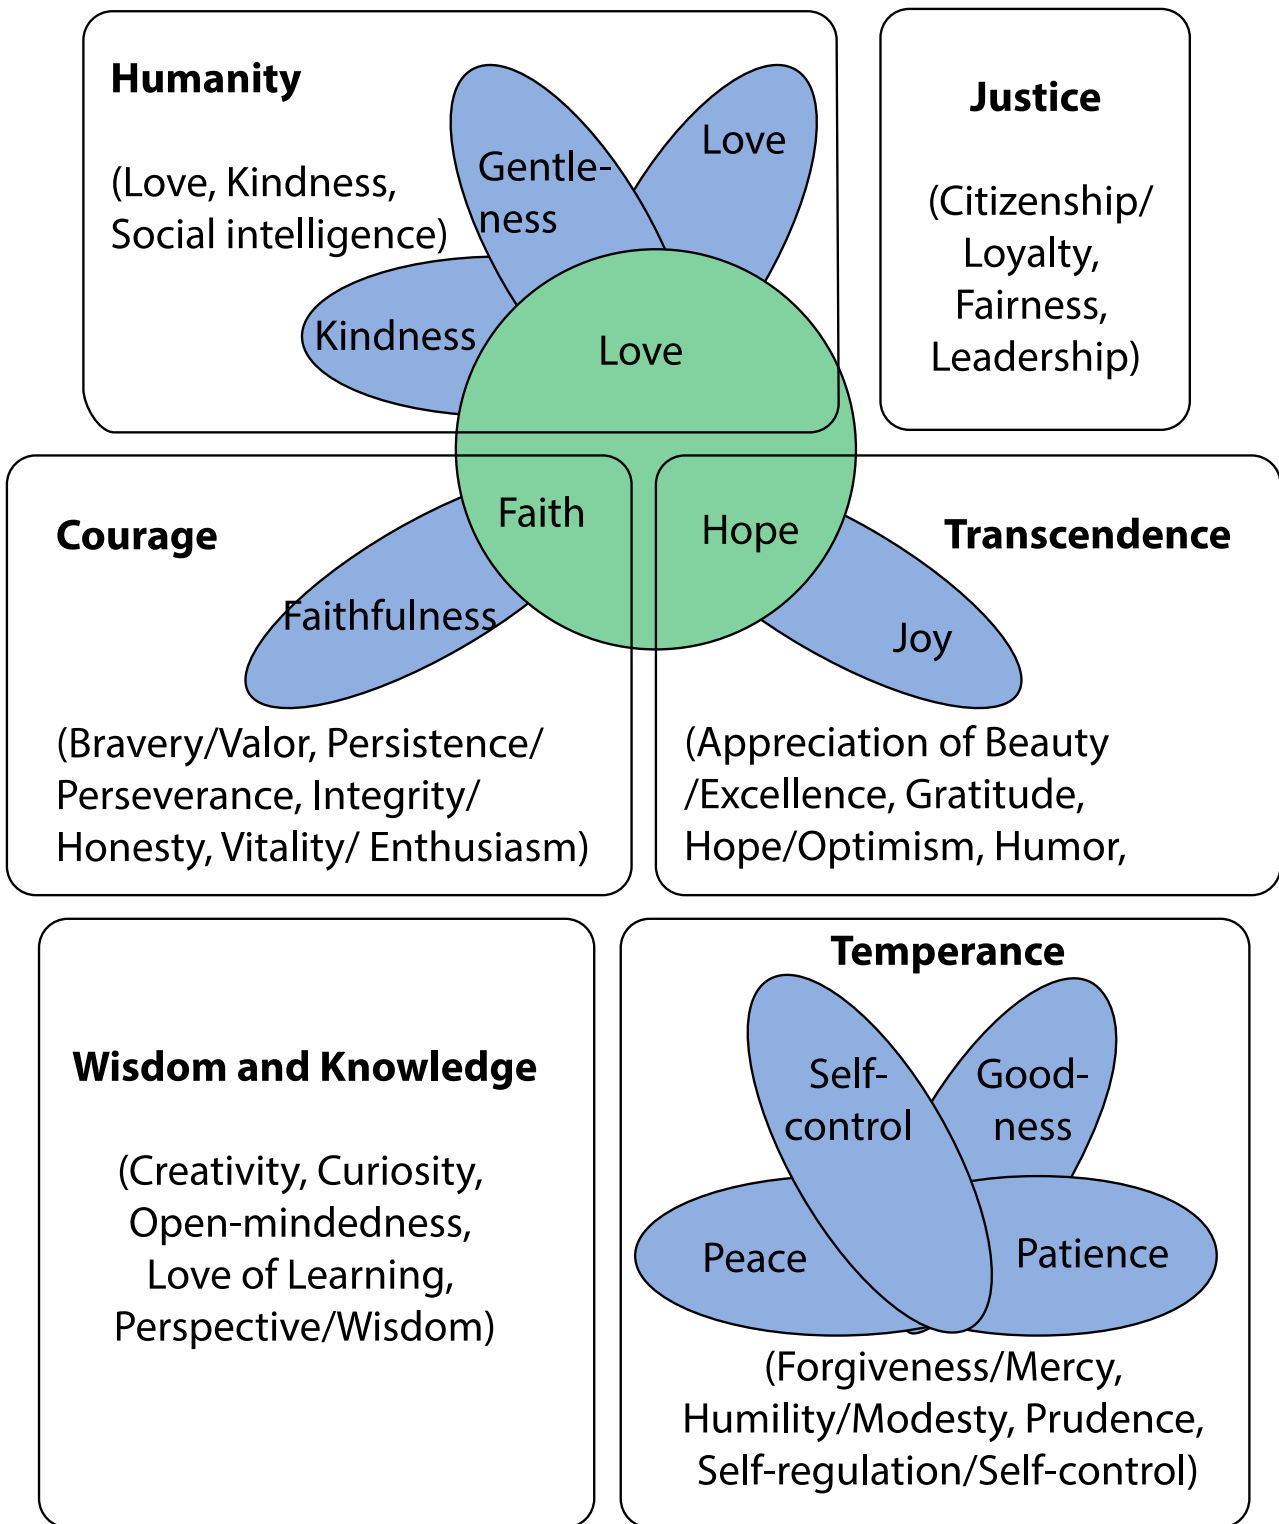 Humanity
(Love, Kindness,
Social intelligence)
Gentle-
ness
Love
Kindness
Love
Justice
(Citizenship/
Loyalty,
Fairness,
Leadership)
Courage
Faith
Faithfulness
(Bravery/Valor, Persistence/
Perseverance, Integrity/
Honesty, Vitality/ Enthusiasm)
Hope
Transcendence
Joy
(Appreciation of Beauty
/Excellence, Gratitude,
Hope/Optimism, Humor,
Wisdom and Knowledge
(Creativity, Curiosity,
Open-mindedness,
Love of Learning,
Perspective/Wisdom)
Temperance
Self-
control
Good-
ness
Peace
Patience
(Forgiveness/Mercy,
Humility/Modesty, Prudence,
Self-regulation/Self-control)